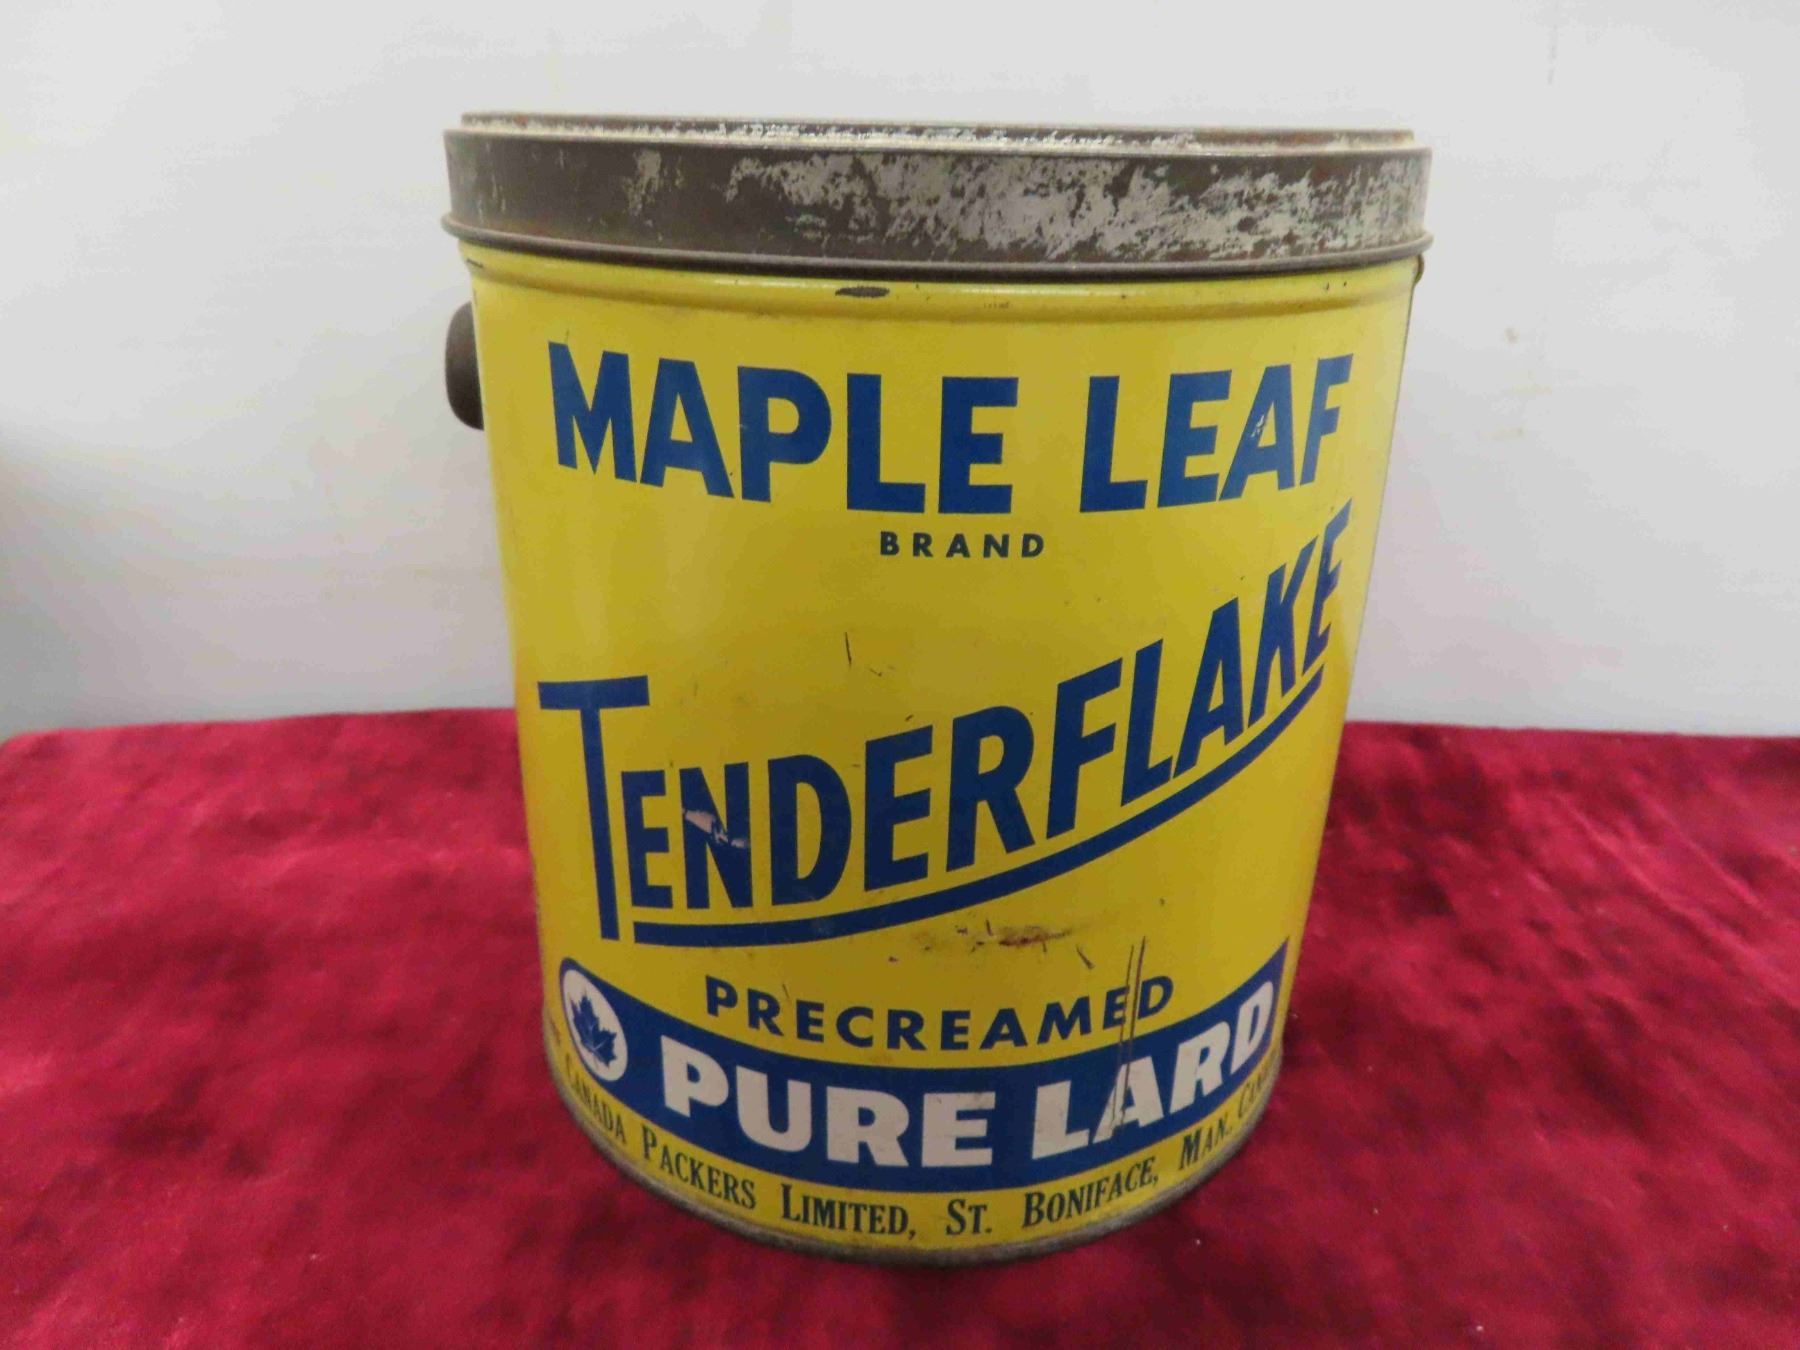 MAPLE LEAF
BRAND
TENDERFLAKE
PRECREAMED
PURE LARD
CANADA PACKERS LIMITED, ST. BONIFACE, MAN.